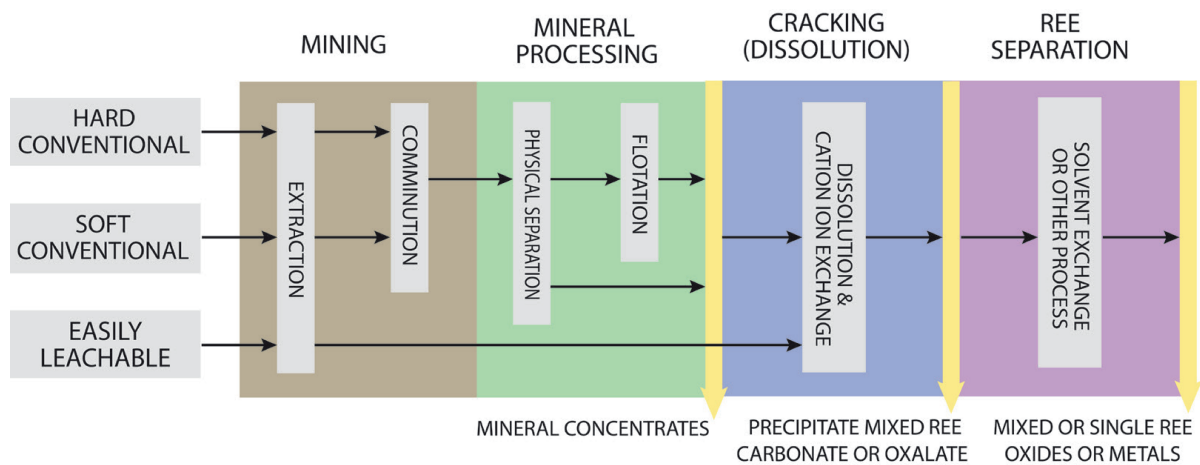 MINING
MINERAL
PROCESSING
CRACKING
(DISSOLUTION)
REE
SEPARATION
HARD
CONVENTIONAL
SOFT
CONVENTIONAL
EASILY
LEACHABLE
EXTRACTION
COMMINUTION
PHYSICAL SEPARATION
FLOTATION
DISSOLUTION &
CATION ION EXCHANGE
SOLVENT EXCHANGE
OR OTHER PROCESS
MINERAL CONCENTRATES
PRECIPITATE MIXED REE
CARBONATE OR OXALATE
MIXED OR SINGLE REE
OXIDES OR METALS